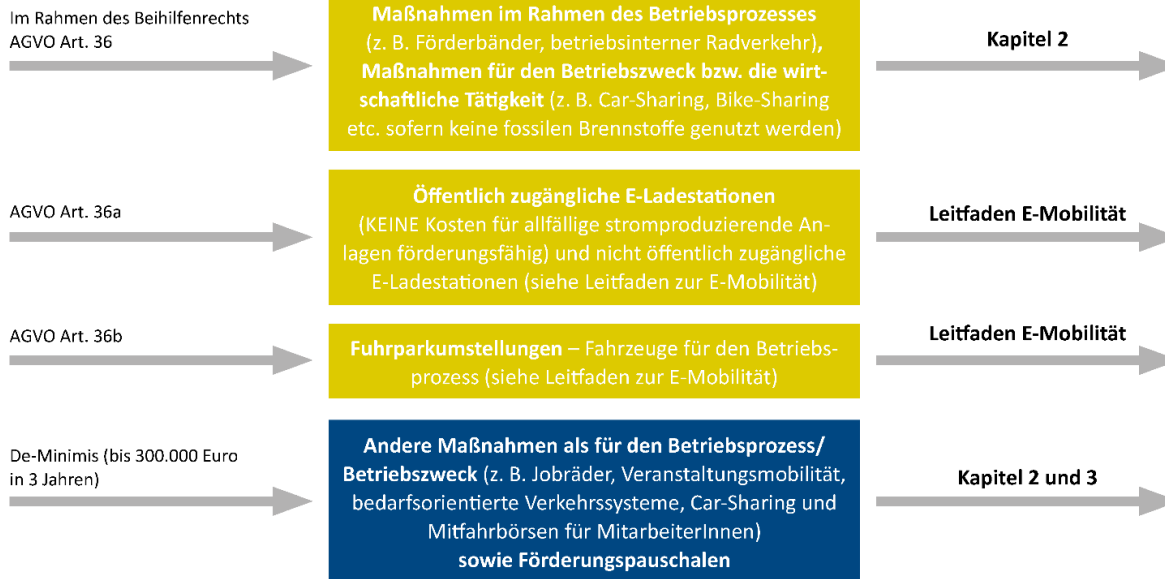 Im Rahmen des Beihilfenrechts
AGVO Art. 36
Maßnahmen im Rahmen des Betriebsprozesses
(z. B. Förderbänder, betriebsinterner Radverkehr),
Maßnahmen für den Betriebszweck bzw. die wirt-
schaftliche Tätigkeit (z. B. Car-Sharing, Bike-Sharing
etc. sofern keine fossilen Brennstoffe genutzt werden)
Kapitel 2
AGVO Art. 36a
Öffentlich zugängliche E-Ladestationen
(KEINE Kosten für allfällige stromproduzierende An-
lagen förderungsfähig) und nicht öffentlich zugängliche
E-Ladestationen (siehe Leitfaden zur E-Mobilität)
Leitfaden E-Mobilität
AGVO Art. 36b
Fuhrparkumstellungen – Fahrzeuge für den Betriebs-
prozess (siehe Leitfaden zur E-Mobilität)
Leitfaden E-Mobilität
De-Minimis (bis 300.000 Euro
in 3 Jahren)
Andere Maßnahmen als für den Betriebsprozess/
Betriebszweck (z. B. Jobräder, Veranstaltungsmobilität,
bedarfsorientierte Verkehrssysteme, Car-Sharing und
Mitfahrbörsen für MitarbeiterInnen)
sowie Förderungspauschalen
Kapitel 2 und 3